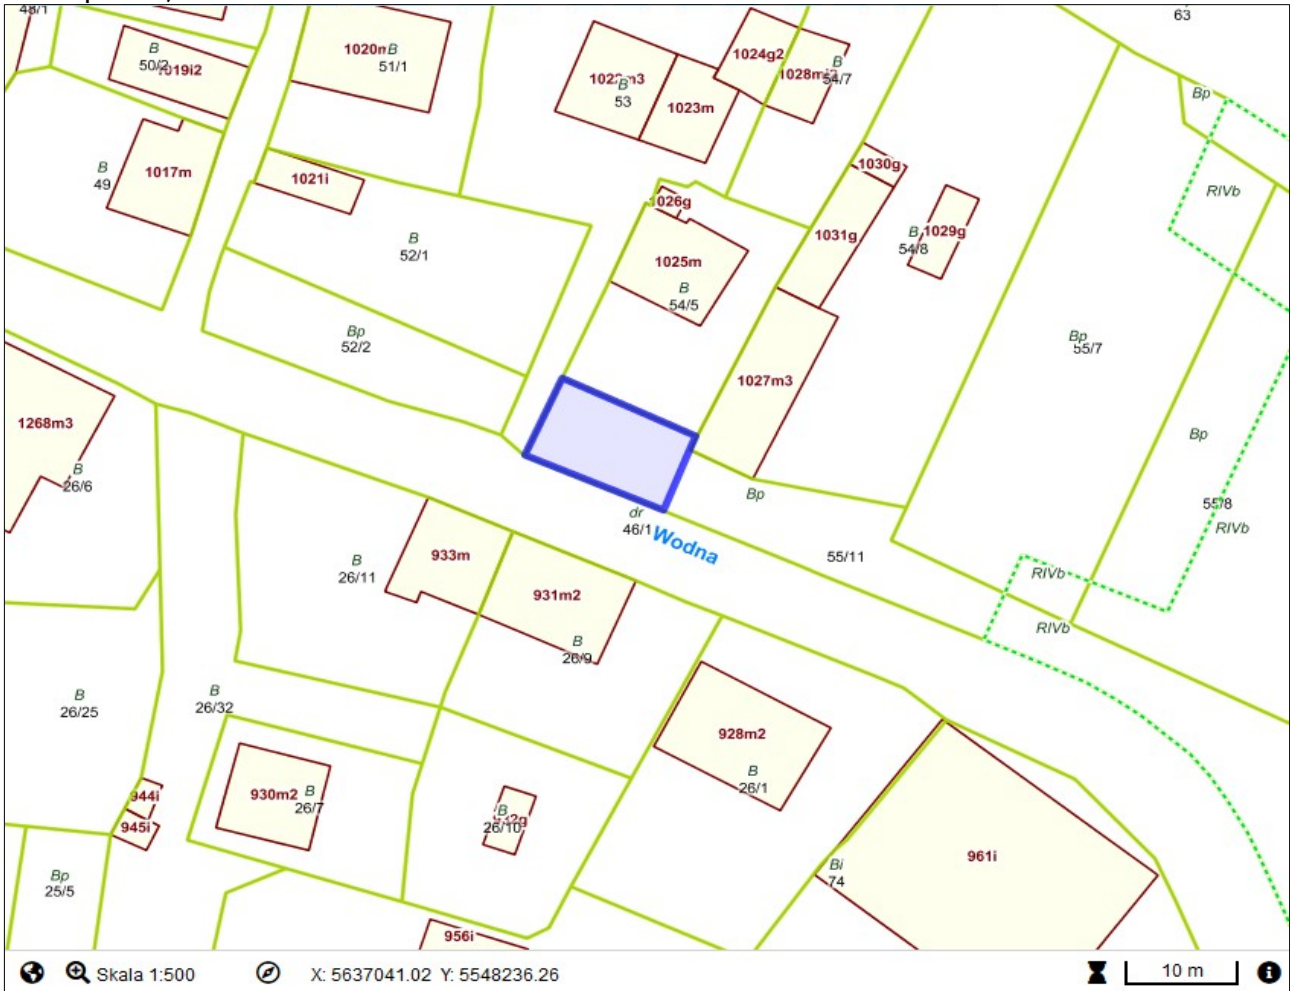 48/1
63
B
50/2
1019i2
1020m
B
51/1
B
53
1023m
1024g2
B
54/7
Bp
B
49
1017m
1021i
1030g
RIVb
1026g
B
52/1
1031g
B
54/8
1029g
1025m
B
54/5
Bp
52/2
Bp
55/7
1027m3
1268m3
B
26/6
Bp
Bp
dr
46/1
Wodna
55/8
RIVb
933m
B
26/11
55/11
RIVb
931m2
B
26/9
RIVb
B
26/25
B
26/32
928m2
B
26/1
944i
945i
930m2
B
26/7
B
26/10
961i
Bi
74
Bp
25/5
956i
Skala 1:500
X: 5637041.02 Y: 5548236.26
10 m